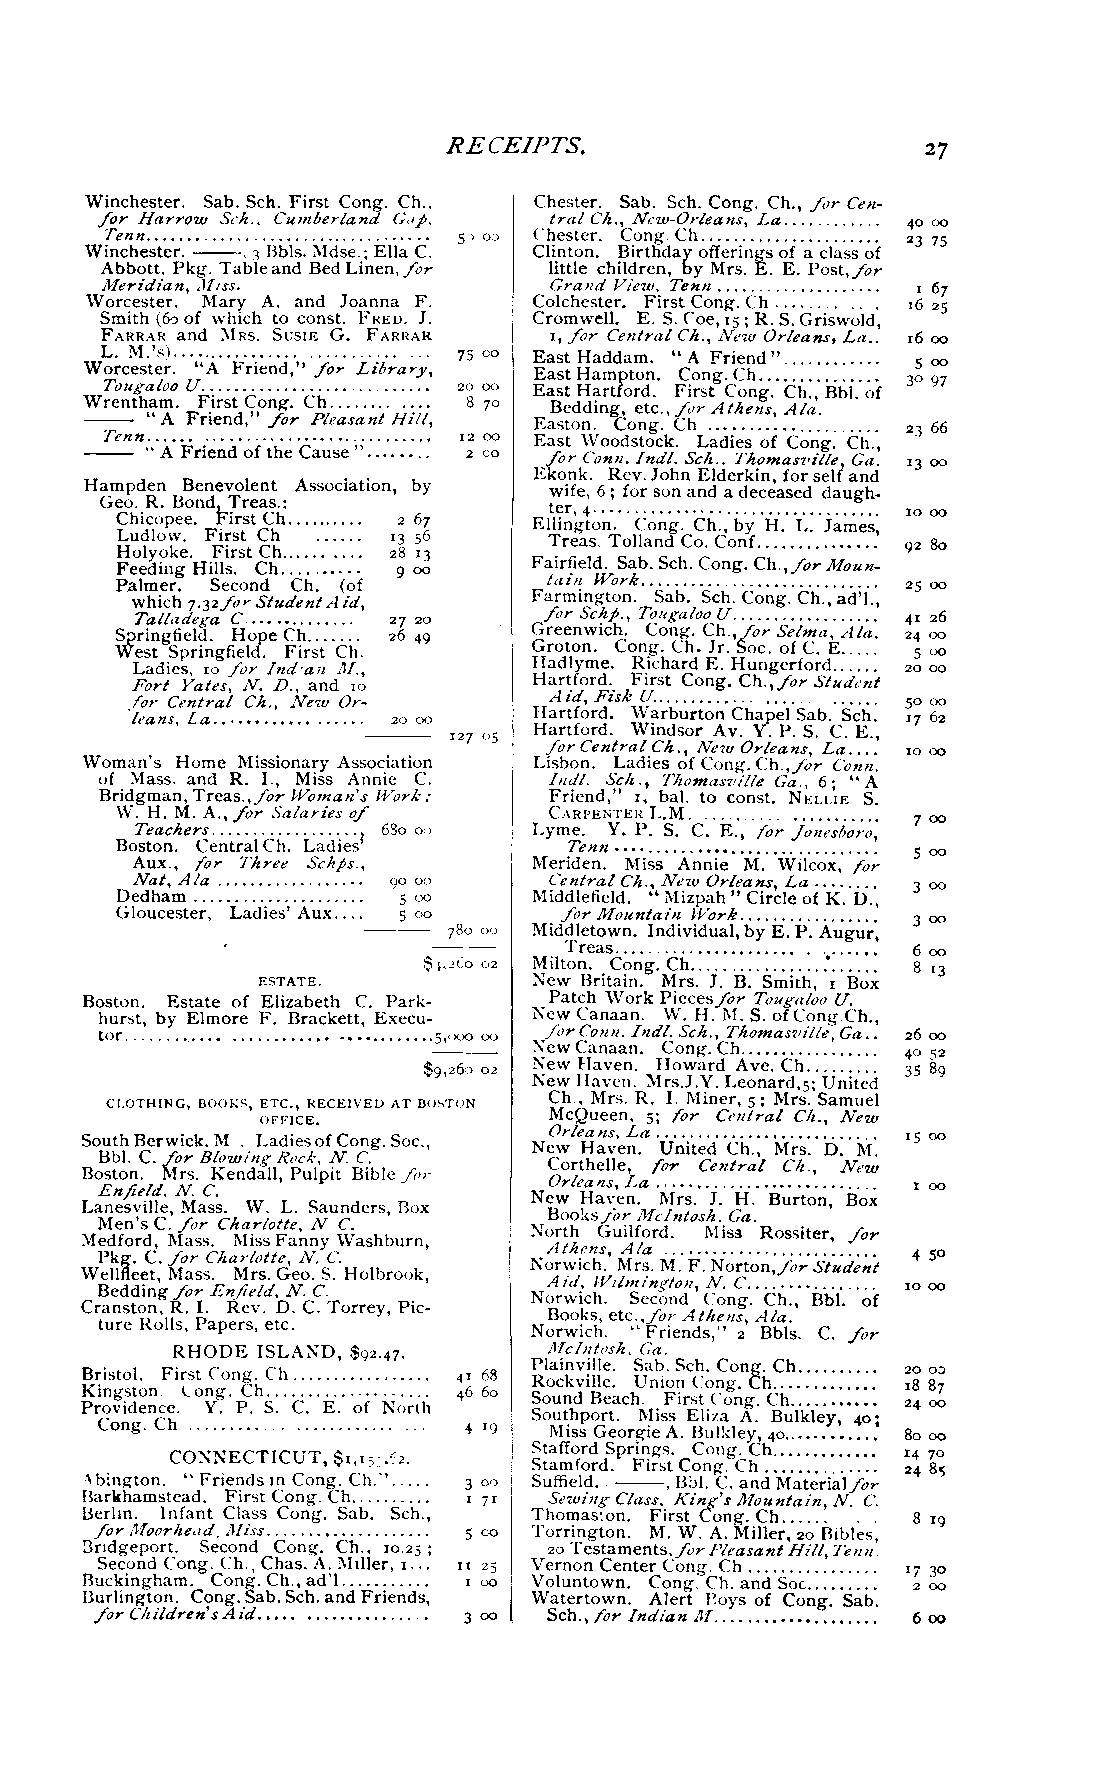 RECEIPTS.
27
Winchester. Sab. Sch. First Cong. Ch.,
for Harrow Sch., Cumberland Gap,
Tenn.................................. 50 00
Winchester. ———, 3 Bbls. Mdse.; Ella C.
Abbott, Pkg. Table and Bed Linen, for
Meridian, Miss.
Worcester. Mary A. and Joanna F.
Smith (60 of which to const. FRED. J.
FARRAR and MRS. SUSIE G. FARRAR
L. M.'s)............................... 75 00
Worcester. "A Friend," for Library,
Tougaloo U............................ 20 00
Wrentham. First Cong. Ch............. 8 70
——— "A Friend," for Pleasant Hill,
Tenn.................................. 12 00
——— "A Friend of the Cause"........ 2 00
Hampden Benevolent Association, by
Geo. R. Bond, Treas.:
Chicopee. First Ch.......... 2 67
Ludlow. First Ch ...... 13 56
Holyoke. First Ch.......... 28 13
Feeding Hills. Ch.......... 9 00
Palmer. Second Ch. (of
which 7.32 for Student Aid,
Talladega C.............. 27 20
Springfield. Hope Ch....... 26 49
West Springfield. First Ch.
Ladies, 10 for Indian M.,
Fort Yates, N. D., and 10
for Central Ch., New Or-
leans, La.................. 20 00
——— 127 05
Woman's Home Missionary Association
of Mass. and R. I., Miss Annie C.
Bridgman, Treas., for Woman's Work:
W. H. M. A., for Salaries of
Teachers.................., 680 00
Boston. Central Ch. Ladies'
Aux., for Three Schps.,
Nat, Ala .................. 90 00
Dedham ..................... 5 00
Gloucester, Ladies' Aux.... 5 00
——— 780 00
———
$4,260 02
ESTATE.
Boston. Estate of Elizabeth C. Park-
hurst, by Elmore F. Brackett, Execu-
tor.....................................5,000 00
———
$9,260 02
CLOTHING, BOOKS, ETC., RECEIVED AT BOSTON
OFFICE.
South Berwick, M . Ladies of Cong. Soc.,
Bbl. C. for Blowing Rock, N. C.
Boston. Mrs. Kendall, Pulpit Bible for
Enfield, N. C.
Lanesville, Mass. W. L. Saunders, Box
Men's C. for Charlotte, N C.
Medford, Mass. Miss Fanny Washburn,
Pkg. C. for Charlotte, N. C.
Wellfleet, Mass. Mrs. Geo. S. Holbrook,
Bedding for Enfield, N. C.
Cranston, R. I. Rev. D. C. Torrey, Pic-
ture Rolls, Papers, etc.
RHODE ISLAND, $92.47.
Bristol. First Cong. Ch................. 41 68
Kingston. Cong. Ch.................... 46 60
Providence. Y. P. S. C. E. of North
Cong. Ch ............................. 4 19
CONNECTICUT,
Abington. "Friends in Cong. Ch."..... 3 00
Barkhamstead. First Cong. Ch.......... 1 71
Berlin. Infant Class Cong. Sab. Sch.,
for Moorhead, Miss.................... 5 00
Bridgeport. Second Cong. Ch., 10.25;
Second Cong. Ch., Chas. A. Miller, 1... 11 25
Buckingham. Cong. Ch., ad'l........... 1 00
Burlington. Cong. Sab. Sch. and Friends,
for Children's Aid..................... 3 00
Chester. Sab. Sch. Cong. Ch., for Cen-
tral Ch., New-Orleans, La............ 40 00
Chester. Cong. Ch...................... 23 75
Clinton. Birthday offerings of a class of
little children, by Mrs. E. E. Post, for
Grand View, Tenn .................... 1 67
Colchester. First Cong. Ch ............. 16 25
Cromwell. E. S. Coe, 15; R. S. Griswold,
1, for Central Ch., New Orleans, La.. 16 00
East Haddam. "A Friend"............ 5 00
East Hampton. Cong. Ch............... 30 97
East Hartford. First Cong. Ch., Bbl. of
Bedding, etc., for Athens, Ala.
Easton. Cong. Ch ..................... 23 66
East Woodstock. Ladies of Cong. Ch.,
for Conn. Indl. Sch., Thomasville, Ga. 13 00
Ekonk. Rev. John Elderkin, for self and
wife, 6; for son and a deceased daugh-
ter, 4.................................. 10 00
Ellington. Cong. Ch., by H. L. James,
Treas. Tolland Co. Conf............... 92 80
Fairfield. Sab. Sch. Cong. Ch., for Moun-
tain Work............................. 25 00
Farmington. Sab. Sch. Cong. Ch., ad'l.,
for Schp., Tougaloo U................. 41 26
Greenwich. Cong. Ch., for Selma, Ala. 24 00
Groton. Cong. Ch. Jr. Soc. of C. E..... 5 00
Hadlyme. Richard E. Hungerford...... 20 00
Hartford. First Cong. Ch., for Student
Aid, Fisk U........................... 50 00
Hartford. Warburton Chapel Sab. Sch. 17 62
Hartford. Windsor Av. Y. P. S. C. E.,
for Central Ch., New Orleans, La.... 10 00
Lisbon. Ladies of Cong. Ch., for Conn.
Indl. Sch., Thomasville Ga., 6; "A
Friend," 1, bal. to const. NELLIE S.
CARPENTER L.M. ...................... 7 00
Lyme. Y. P. S. C. E., for Jonesboro,
Tenn................................ 5 00
Meriden. Miss Annie M. Wilcox, for
Central Ch., New Orleans, La........ 3 00
Middlefield. "Mizpah" Circle of K. D.,
for Mountain Work................. 3 00
Middletown. Individual, by E. P. Augur,
Treas................................ 6 00
Milton. Cong. Ch....................... 8 13
New Britain. Mrs. J. B. Smith, 1 Box
Patch Work Pieces for Tougaloo U.
New Canaan. W. H. M. S. of Cong. Ch.,
for Conn. Indl. Sch., Thomasville, Ga.. 26 00
New Canaan. Cong. Ch................. 40 52
New Haven. Howard Ave. Ch......... 35 89
New Haven. Mrs. J.Y. Leonard, 5; United
Ch., Mrs. R. I. Miner, 5; Mrs. Samuel
McQueen, 5; for Central Ch., New
Orleans, La .......................... 15 00
New Haven. United Ch., Mrs. D. M.
Corthelle, for Central Ch., New
Orleans, La .......................... 1 00
New Haven. Mrs. J. H. Burton, Box
Books for McIntosh, Ga.
North Guilford. Miss Rossiter, for
Athens, Ala .......................... 4 50
Norwich. Mrs. M. F. Norton, for Student
Aid, Wilmington, N. C................ 10 00
Norwich. Second Cong. Ch., Bbl. of
Books, etc., for Athens, Ala.
Norwich. "Friends," 2 Bbls. C. for
McIntosh, Ga.
Plainville. Sab. Sch. Cong. Ch.......... 20 00
Rockville. Union Cong. Ch............. 18 87
Sound Beach. First Cong. Ch........... 24 00
Southport. Miss Eliza A. Bulkley, 40;
Miss Georgie A. Bulkley, 40............ 80 00
Stafford Springs. Cong. Ch............. 14 70
Stamford. First Cong. Ch .............. 24 85
Suffield. ———, Bbl. C. and Material for
Sewing Class, King's Mountain, N. C.
Thomaston. First Cong. Ch............ 8 19
Torrington. M. W. A. Miller, 20 Bibles,
20 Testaments, for Pleasant Hill, Tenn.
Vernon Center Cong. Ch ................ 17 30
Voluntown. Cong. Ch. and Soc......... 2 00
Watertown. Alert Boys of Cong. Sab.
Sch., for Indian M.................... 6 00